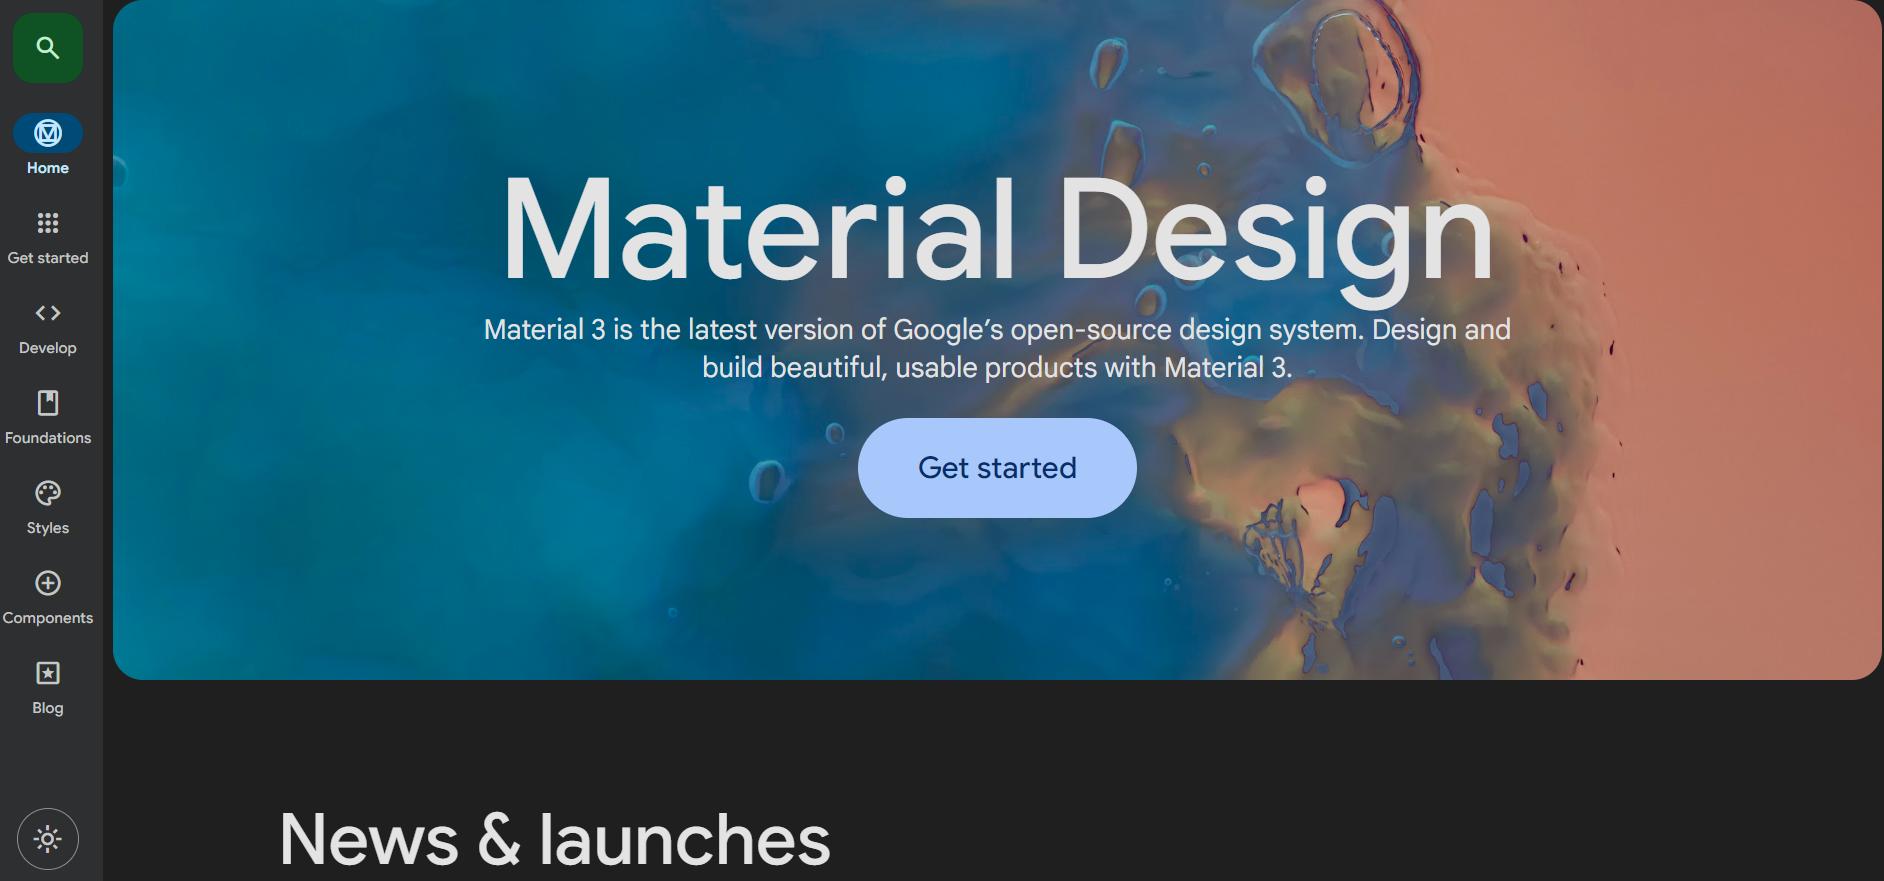 Home
Get started
Develop
Foundations
Styles
Components
Blog
Material Design
Material 3 is the latest version of Google’s open-source design system. Design and
build beautiful, usable products with Material 3.
Get started
News & launches